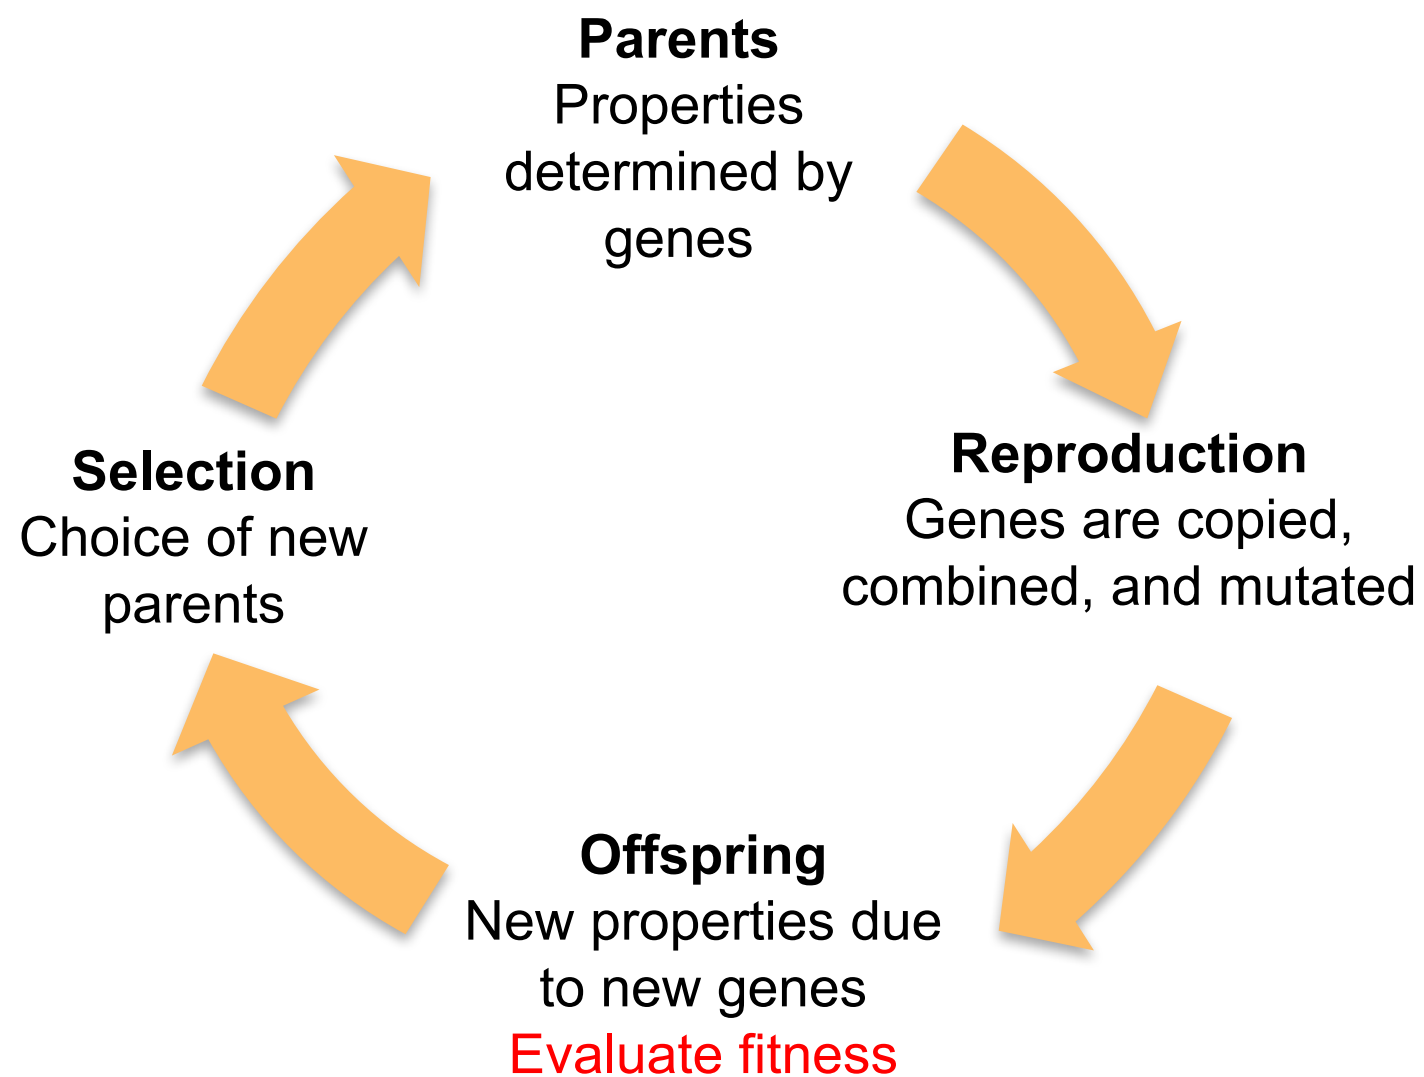 Parents
Properties
determined by
genes
Reproduction
Genes are copied,
combined, and mutated
Offspring
New properties due
to new genes
Evaluate fitness
Selection
Choice of new
parents